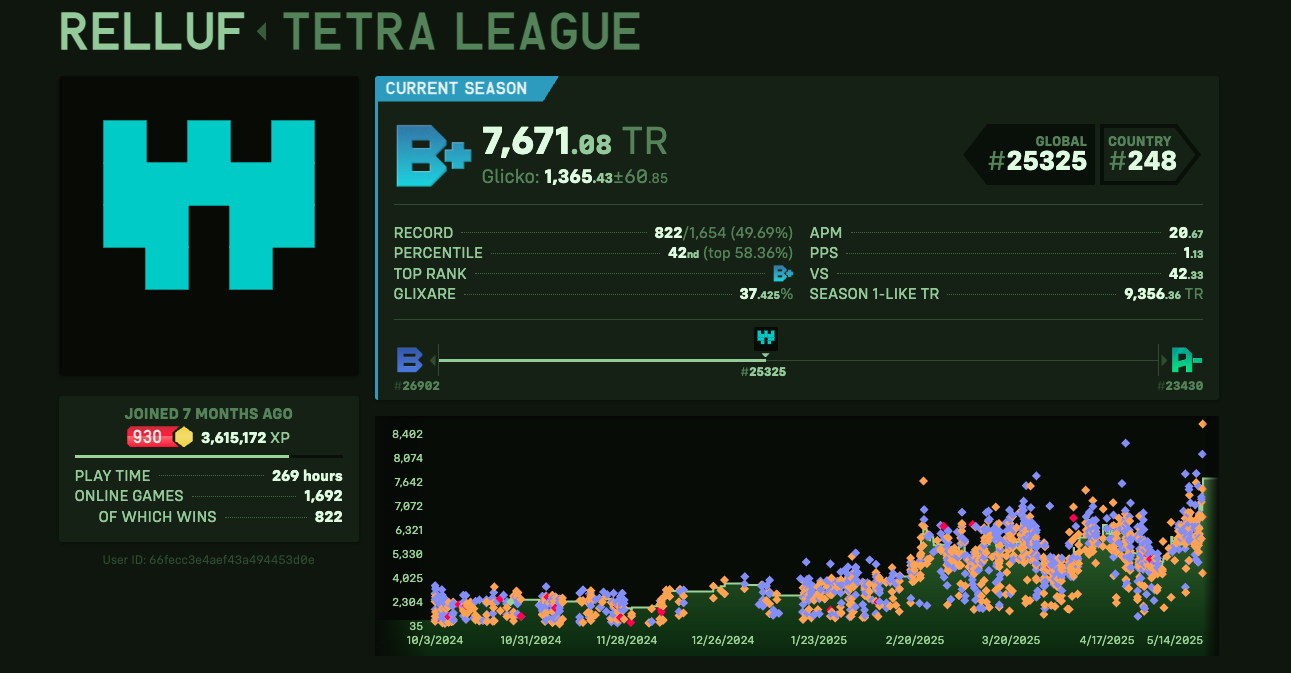 RELLUF TETRA LEAGUE
CURRENT SEASON
B+
7,671.08 TR
Glicko: 1,365.43±60.85
GLOBAL
#25325
COUNTRY
#248
RECORD 822/1,654 (49.69%)
PERCENTILE 42nd (top 58.36%)
TOP RANK B+
GLIXARE 37.425%
APM 20.67
PPS 1.13
VS 42.33
SEASON 1-LIKE TR 9,356.36 TR
B
#26902
#25325
A-
#23430
JOINED 7 MONTHS AGO
930 3,615,172 XP
PLAY TIME 269 hours
ONLINE GAMES 1,692
OF WHICH WINS 822
User ID: 66fecc3e4aef43a494453d0e
8,402
8,074
7,642
7,072
6,321
5,330
4,025
2,304
35
10/3/2024 10/31/2024 11/28/2024 12/26/2024 1/23/2025 2/20/2025 3/20/2025 4/17/2025 5/14/2025